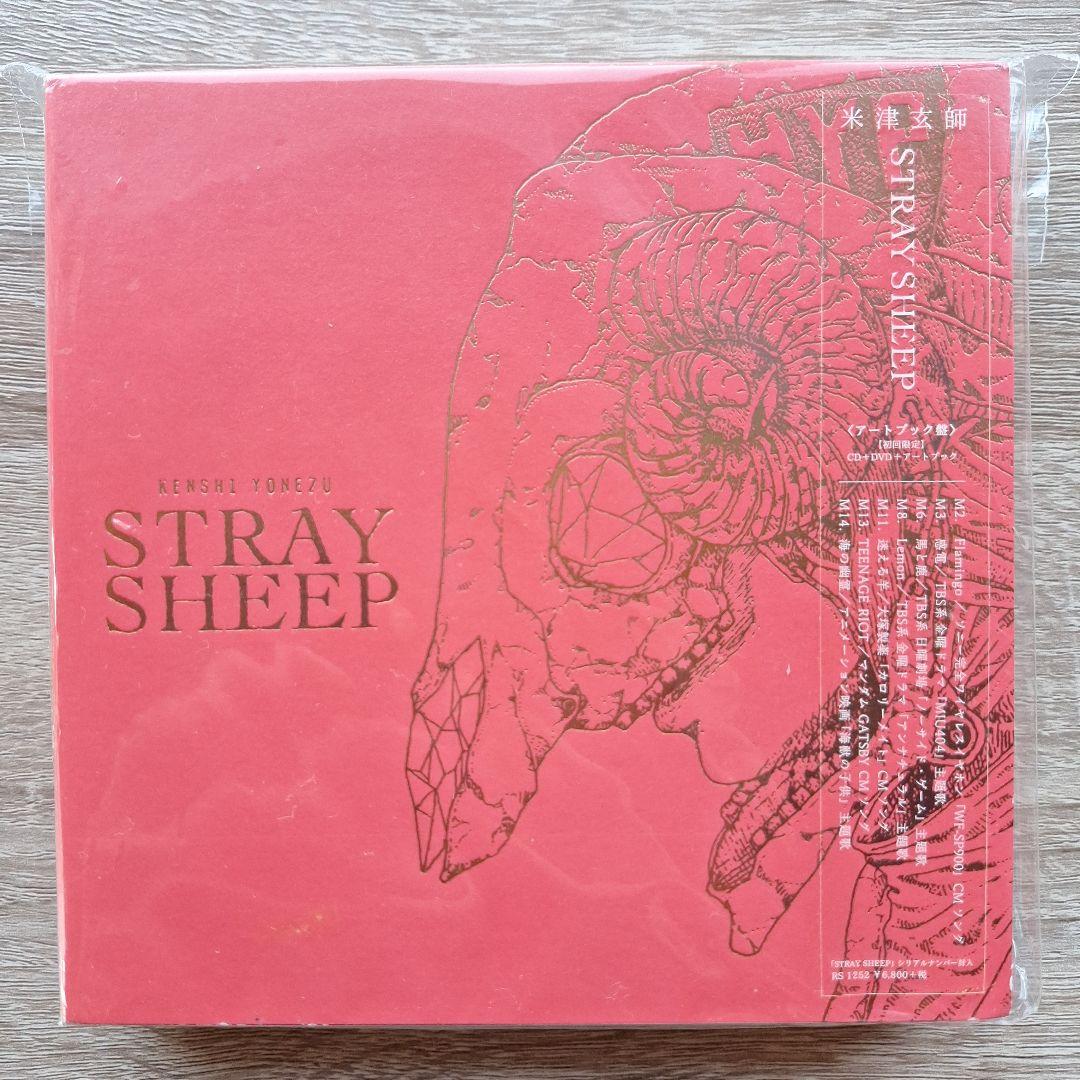 KENSHI YONEZU
STRAY
SHEEP
米津玄師
STRAY SHEEP
〈アートブック盤〉
【初回限定】
CD+DVD+アートブック
M2. Flamingo／ソニー完全ワイヤレスイヤホン「WF-SP900」CMソング
M3. 感電／TBS系 金曜ドラマ「MIU404」主題歌
M6. 馬と鹿／TBS系 日曜劇場「ノーサイド・ゲーム」主題歌
M8. Lemon／TBS系 金曜ドラマ「アンナチュラル」主題歌
M11. 迷える羊／大塚製薬「カロリーメイト」CMソング
M13. TEENAGE RIOT／マンダム GATSBY CMソング
M14. 海の幽霊／アニメーション映画「海獣の子供」主題歌
「STRAY SHEEP」シリアルナンバー封入
RS 1252 ¥6,800+税